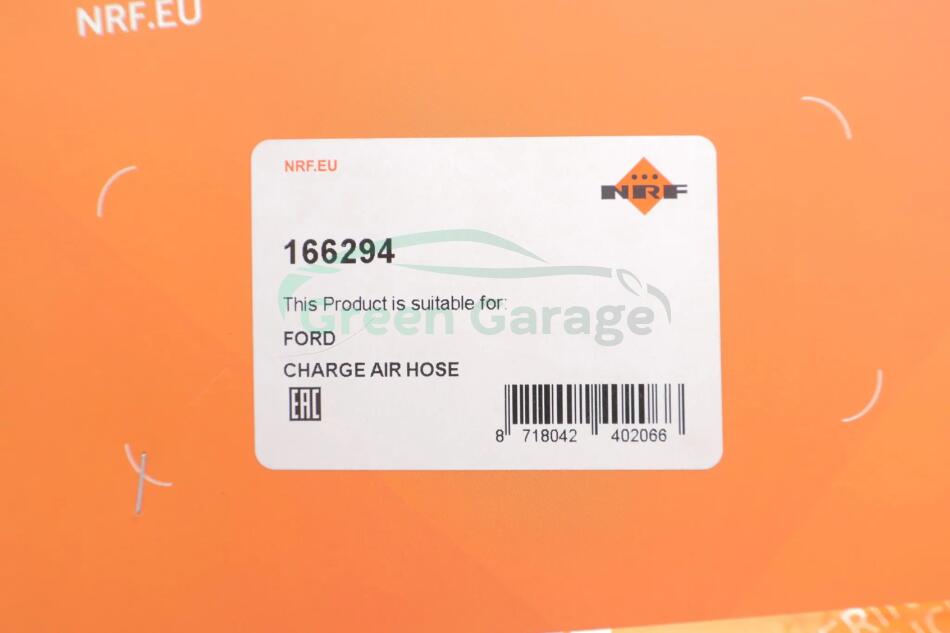 NRF.EU
NRF.EU
NRF
166294
This Product is suitable for:
Green Garage
FORD
CHARGE AIR HOSE
EAC
8 718042 402066